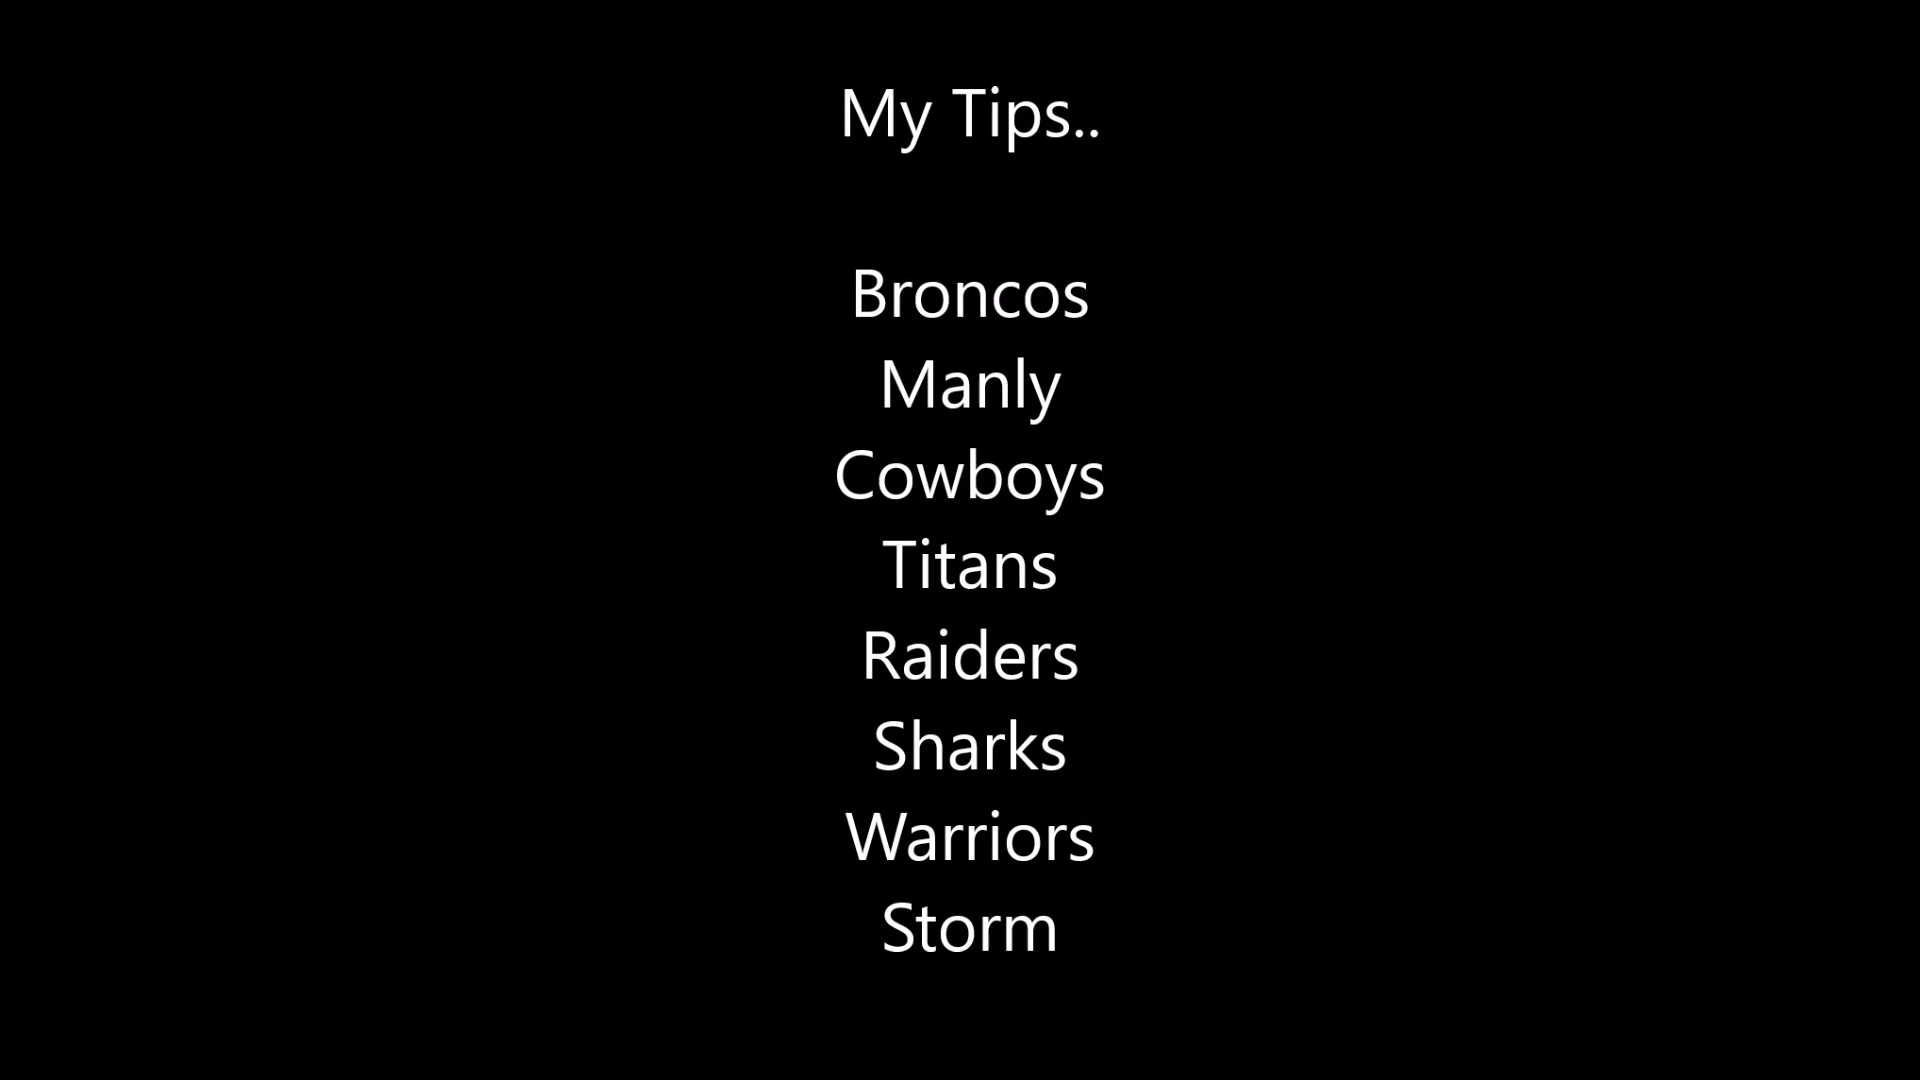 My Tips..
Broncos
Manly
Cowboys
Titans
Raiders
Sharks
Warriors
Storm